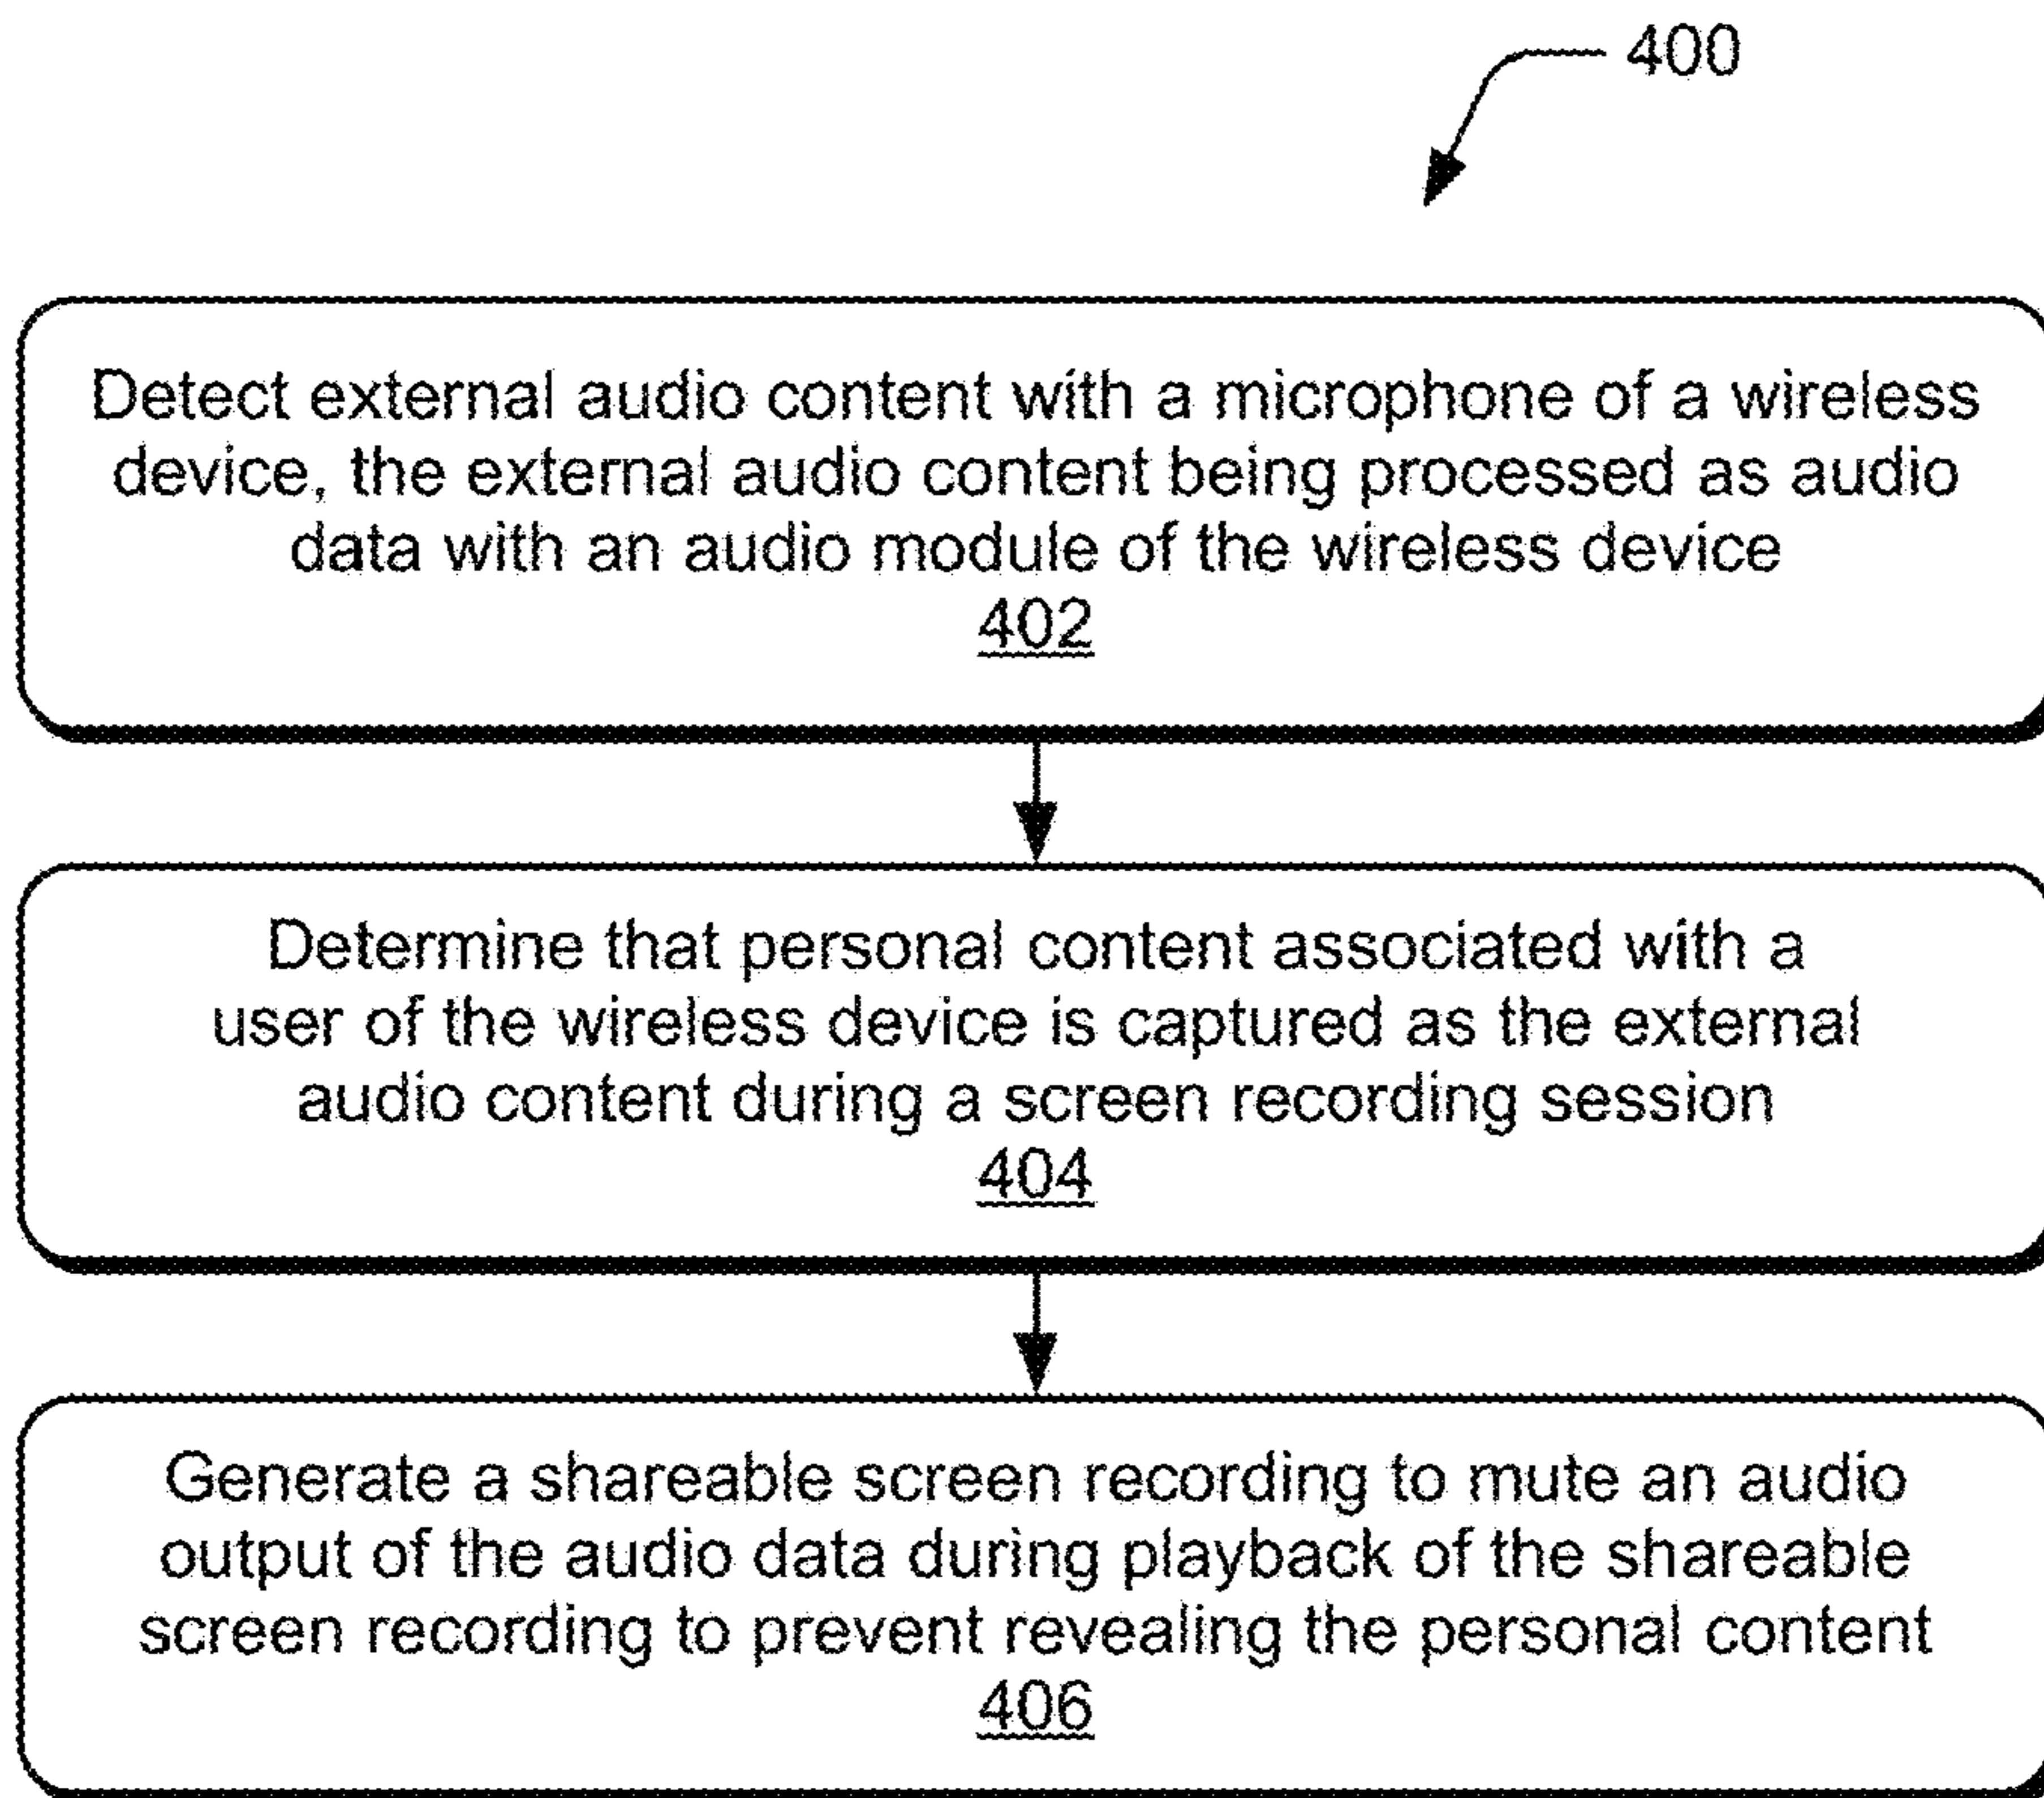 400
Detect external audio content with a microphone of a wireless
device, the external audio content being processed as audio
data with an audio module of the wireless device
402
Determine that personal content associated with a
user of the wireless device is captured as the external
audio content during a screen recording session
404
Generate a shareable screen recording to mute an audio
output of the audio data during playback of the shareable
screen recording to prevent revealing the personal content
406